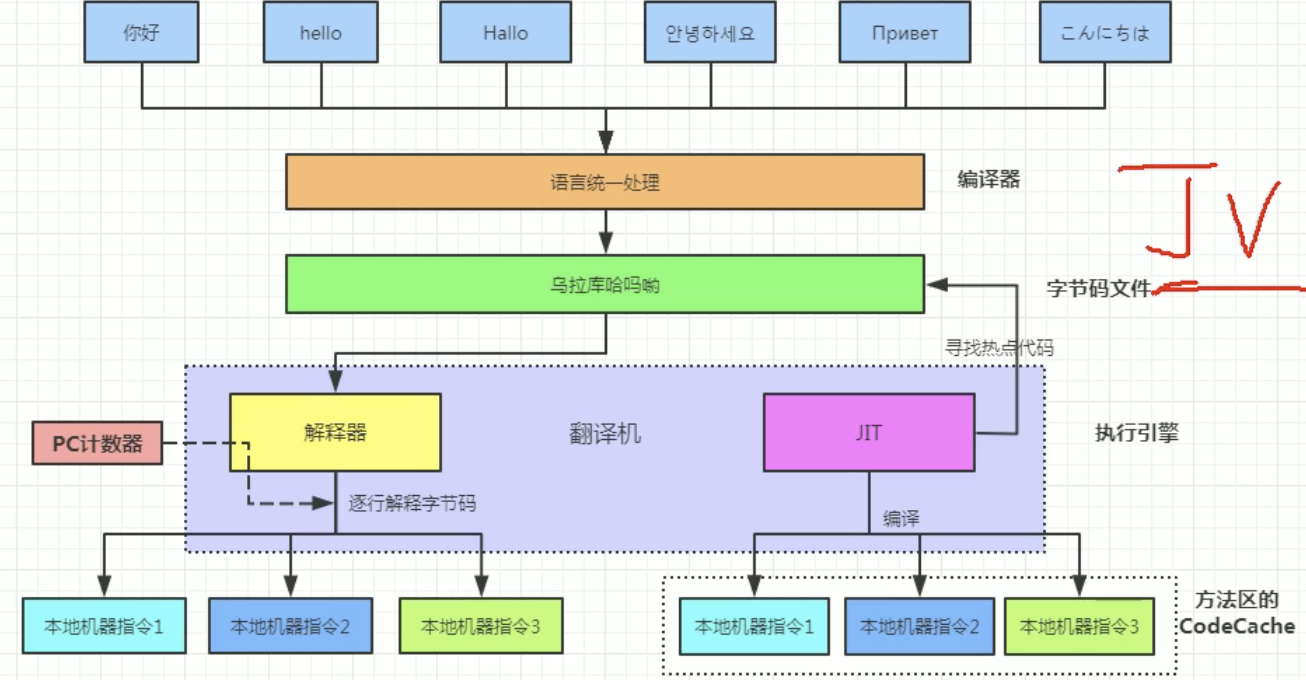 你好
hello
Hallo
안녕하세요
Привет
こんにちは
语言统一处理
编译器
JV
乌拉库哈吗呦
字节码文件
寻找热点代码
PC计数器
解释器
翻译机
JIT
执行引擎
逐行解释字节码
编译
本地机器指令1
本地机器指令2
本地机器指令3
本地机器指令1
本地机器指令2
本地机器指令3
方法区的
CodeCache